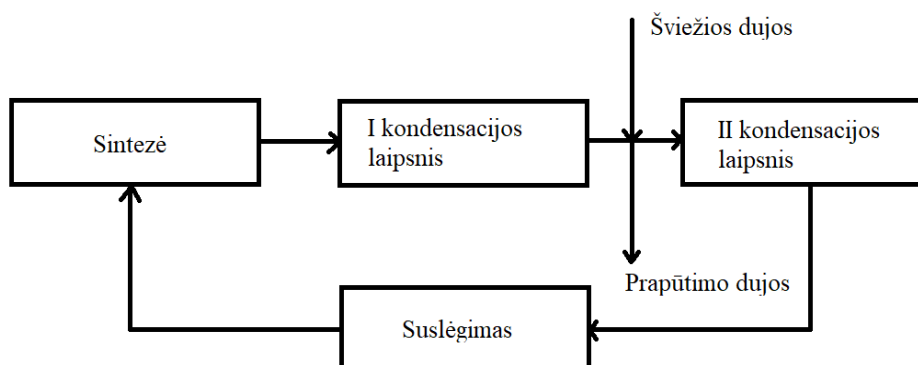 Šviežios dujos
Sintezė
I kondensacijos
laipsnis
II kondensacijos
laipsnis
Prapūtimo dujos
Suslėgimas